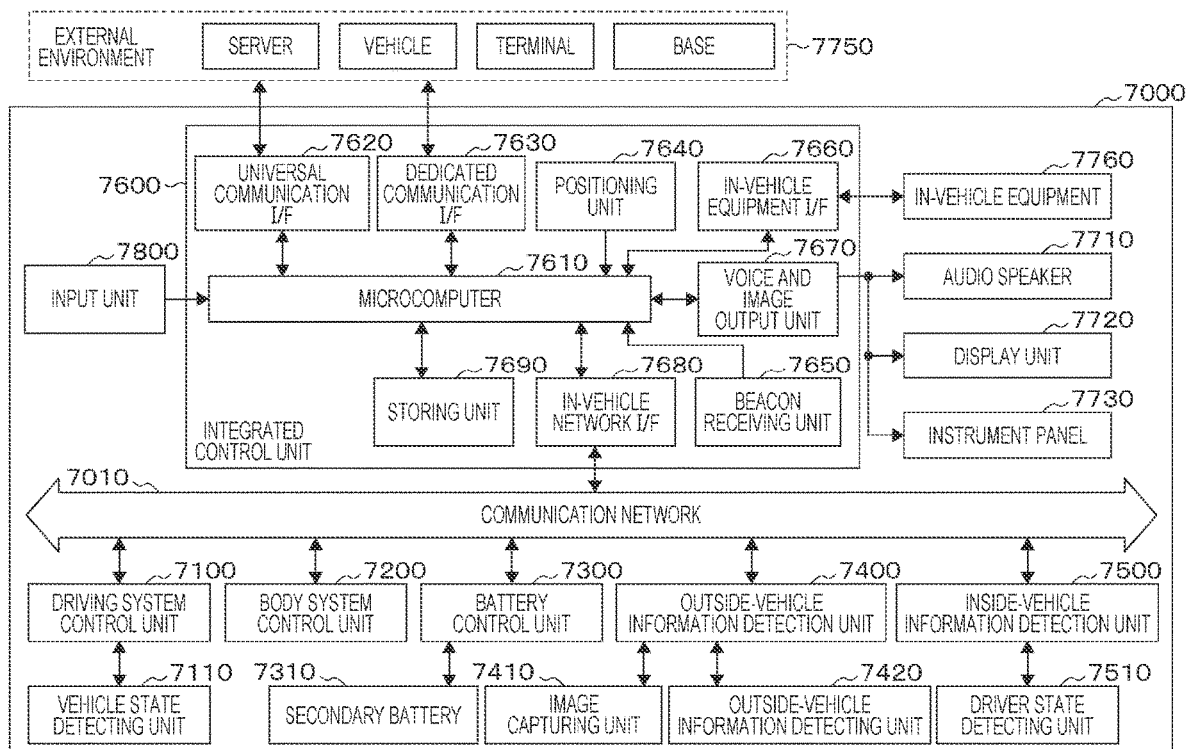 EXTERNAL
ENVIRONMENT
SERVER
VEHICLE
TERMINAL
BASE
7750
7000
7600
7620
UNIVERSAL
COMMUNICATION
I/F
7630
DEDICATED
COMMUNICATION
I/F
7640
POSITIONING
UNIT
7660
IN-VEHICLE
EQUIPMENT I/F
7760
IN-VEHICLE EQUIPMENT
7800
INPUT UNIT
7610
MICROCOMPUTER
7670
VOICE AND
IMAGE
OUTPUT UNIT
7710
AUDIO SPEAKER
7720
DISPLAY UNIT
7690
STORING UNIT
7680
IN-VEHICLE
NETWORK I/F
7650
BEACON
RECEIVING UNIT
7730
INSTRUMENT PANEL
INTEGRATED
CONTROL UNIT
7010
COMMUNICATION NETWORK
7100
DRIVING SYSTEM
CONTROL UNIT
7200
BODY SYSTEM
CONTROL UNIT
7300
BATTERY
CONTROL UNIT
7400
OUTSIDE-VEHICLE
INFORMATION DETECTION UNIT
7500
INSIDE-VEHICLE
INFORMATION DETECTION UNIT
7110
VEHICLE STATE
DETECTING UNIT
7310
SECONDARY BATTERY
7410
IMAGE
CAPTURING UNIT
7420
OUTSIDE-VEHICLE
INFORMATION DETECTING UNIT
7510
DRIVER STATE
DETECTING UNIT